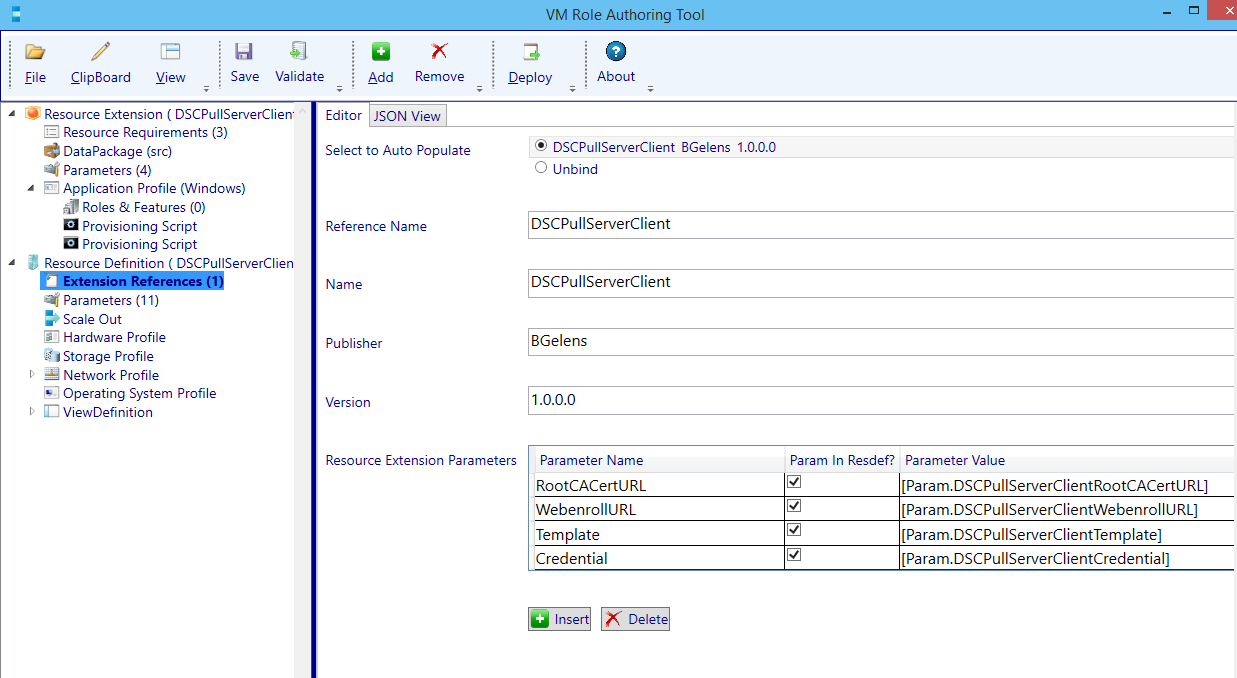 VM Role Authoring Tool
File ClipBoard View Save Validate Add Remove Deploy About
Resource Extension ( DSCPullServerClient
Resource Requirements (3)
DataPackage (src)
Parameters (4)
Application Profile (Windows)
Roles & Features (0)
Provisioning Script
Provisioning Script
Resource Definition ( DSCPullServerClien
Extension References (1)
Parameters (11)
Scale Out
Hardware Profile
Storage Profile
Network Profile
Operating System Profile
ViewDefinition
Editor JSON View
Select to Auto Populate DSCPullServerClient BGelens 1.0.0.0
Unbind
Reference Name DSCPullServerClient
Name DSCPullServerClient
Publisher BGelens
Version 1.0.0.0
Resource Extension Parameters Parameter Name Param In Resdef? Parameter Value
RootCACertURL [Param.DSCPullServerClientRootCACertURL]
WebenrollURL [Param.DSCPullServerClientWebenrollURL]
Template [Param.DSCPullServerClientTemplate]
Credential [Param.DSCPullServerClientCredential]
Insert Delete